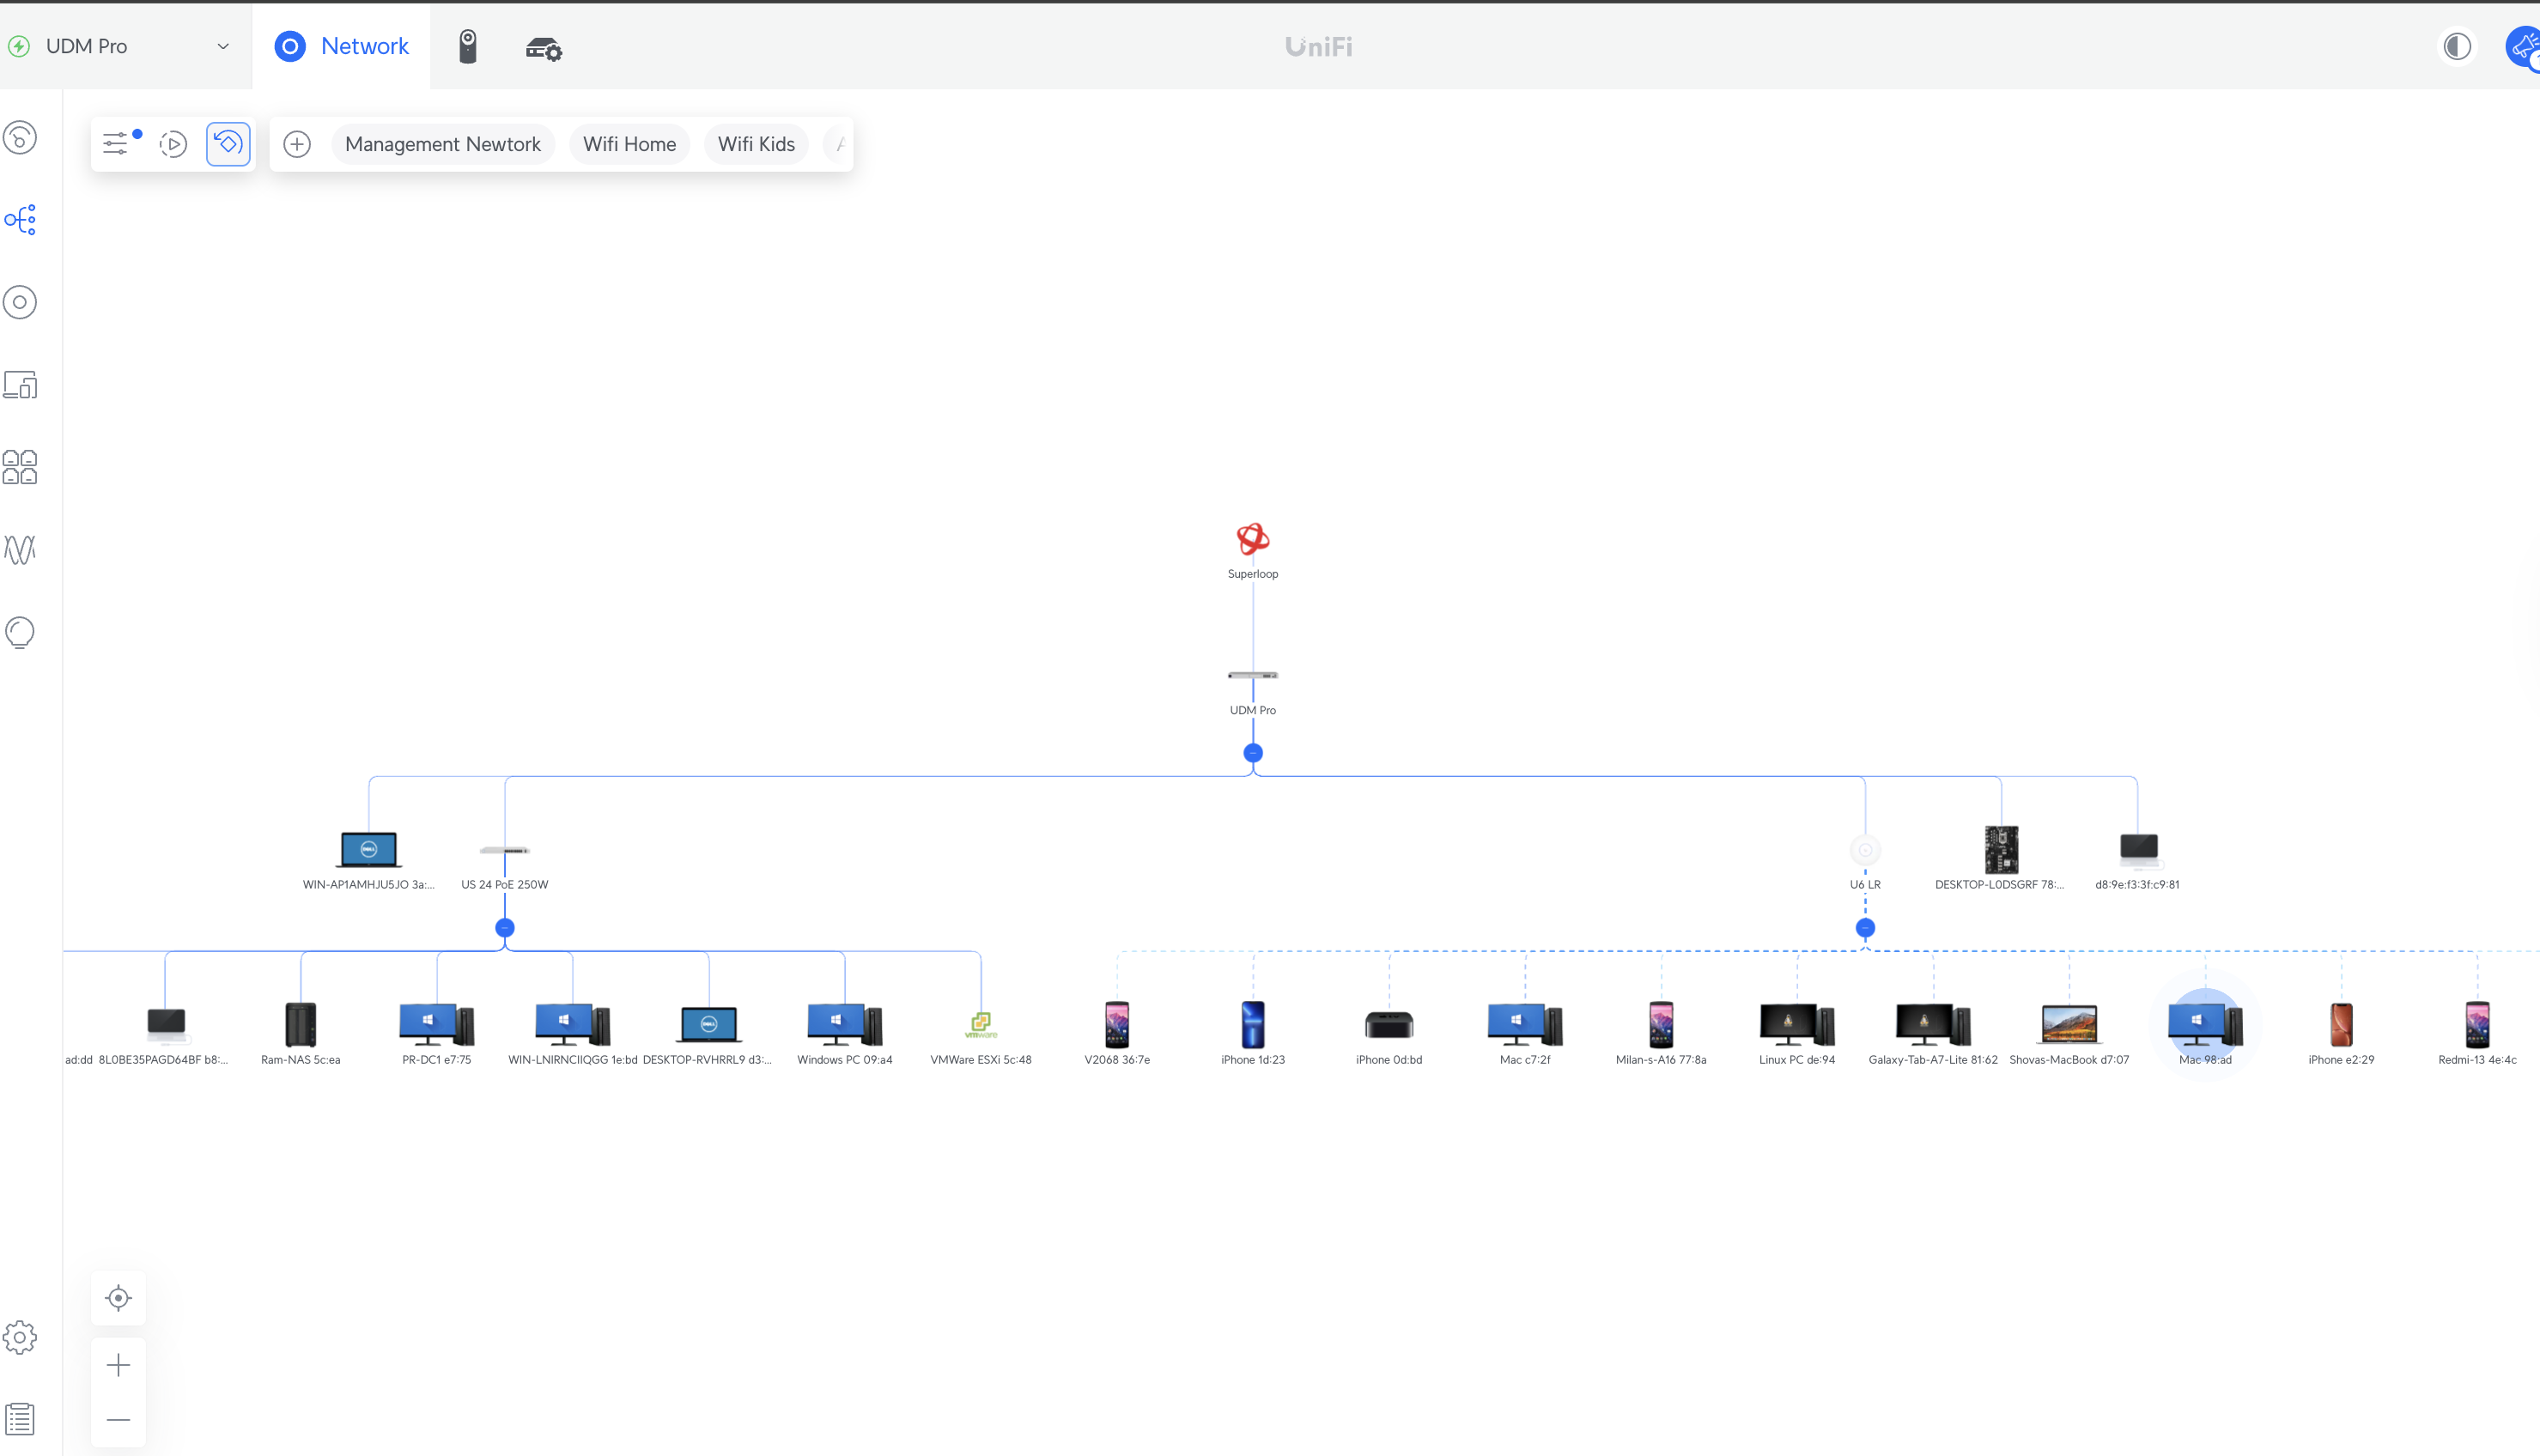 UDM Pro
Network
UniFi
Management Newtork
Wifi Home
Wifi Kids
Superloop
UDM Pro
WIN-AP1AMHJU5JO 3a:...
US 24 PoE 250W
U6 LR
DESKTOP-L0DSGRF 78:...
d8:9e:f3:3f:c9:81
ad:dd
8L0BE35PAGD64BF b8:...
Ram-NAS 5c:ea
PR-DC1 e7:75
WIN-LNIRNCIIQGG 1e:bd
DESKTOP-RVHRRL9 d3:...
Windows PC 09:a4
VMWare ESXi 5c:48
V2068 36:7e
iPhone 1d:23
iPhone 0d:bd
Mac c7:2f
Milan-s-A16 77:8a
Linux PC de:94
Galaxy-Tab-A7-Lite 81:62
Shovas-MacBook d7:07
Mac 98:ad
iPhone e2:29
Redmi-13 4e:4c